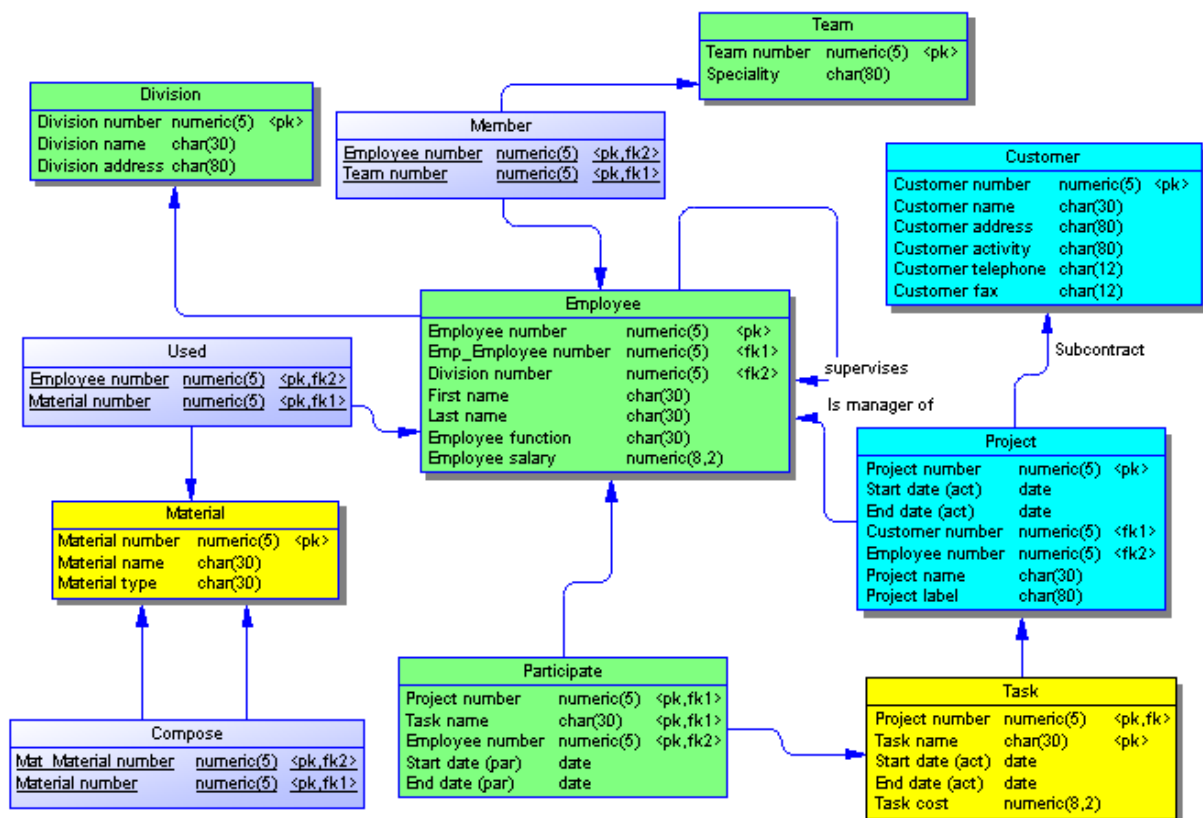 Team
Team number numeric(5) <pk>
Speciality char(80)
Division
Division number numeric(5) <pk>
Division name char(30)
Division address char(80)
Member
Employee number numeric(5) <pk,fk2>
Team number numeric(5) <pk,fk1>
Customer
Customer number numeric(5) <pk>
Customer name char(30)
Customer address char(80)
Customer activity char(80)
Customer telephone char(12)
Customer fax char(12)
Employee
Employee number numeric(5) <pk>
Emp_Employee number numeric(5) <fk1>
Division number numeric(5) <fk2>
First name char(30)
Last name char(30)
Employee function char(30)
Employee salary numeric(8,2)
Used
Employee number numeric(5) <pk,fk2>
Material number numeric(5) <pk,fk1>
supervises
Subcontract
Is manager of
Project
Project number numeric(5) <pk>
Start date (act) date
End date (act) date
Customer number numeric(5) <fk1>
Employee number numeric(5) <fk2>
Project name char(30)
Project label char(80)
Material
Material number numeric(5) <pk>
Material name char(30)
Material type char(30)
Participate
Project number numeric(5) <pk,fk1>
Task name char(30) <pk,fk1>
Employee number numeric(5) <pk,fk2>
Start date (par) date
End date (par) date
Task
Project number numeric(5) <pk,fk>
Task name char(30) <pk>
Start date (act) date
End date (act) date
Task cost numeric(8,2)
Compose
Mat_Material number numeric(5) <pk,fk2>
Material number numeric(5) <pk,fk1>